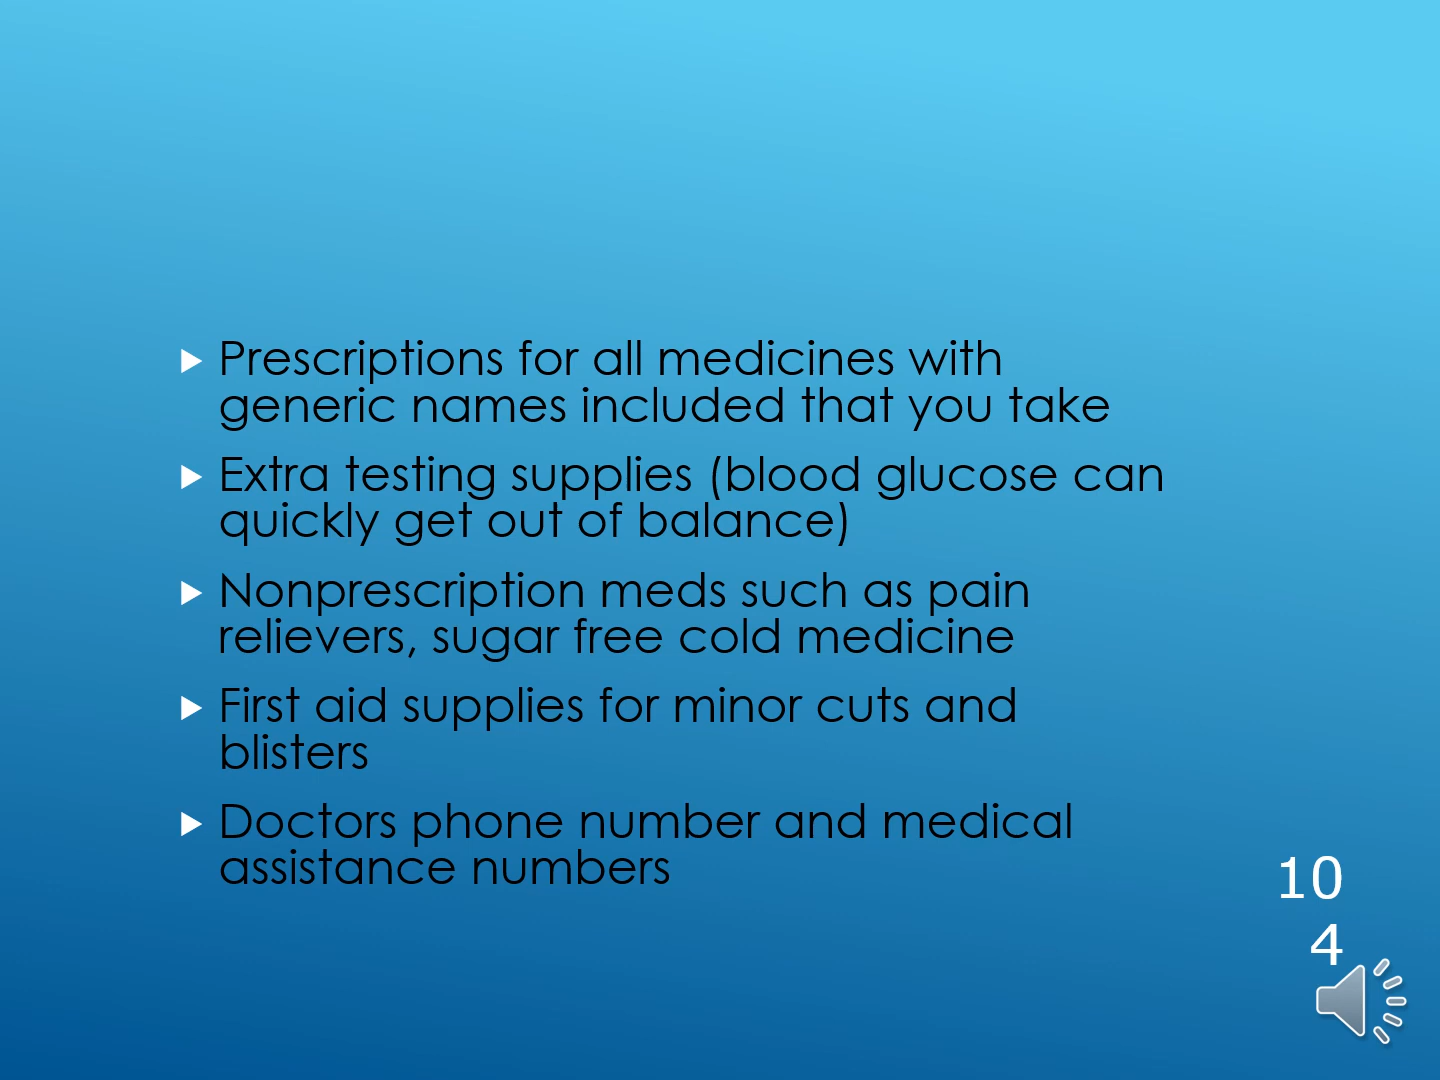 ▶ Prescriptions for all medicines with
generic names included that you take
▶ Extra testing supplies (blood glucose can
quickly get out of balance)
▶ Nonprescription meds such as pain
relievers, sugar free cold medicine
▶ First aid supplies for minor cuts and
blisters
▶ Doctors phone number and medical
assistance numbers
10
4